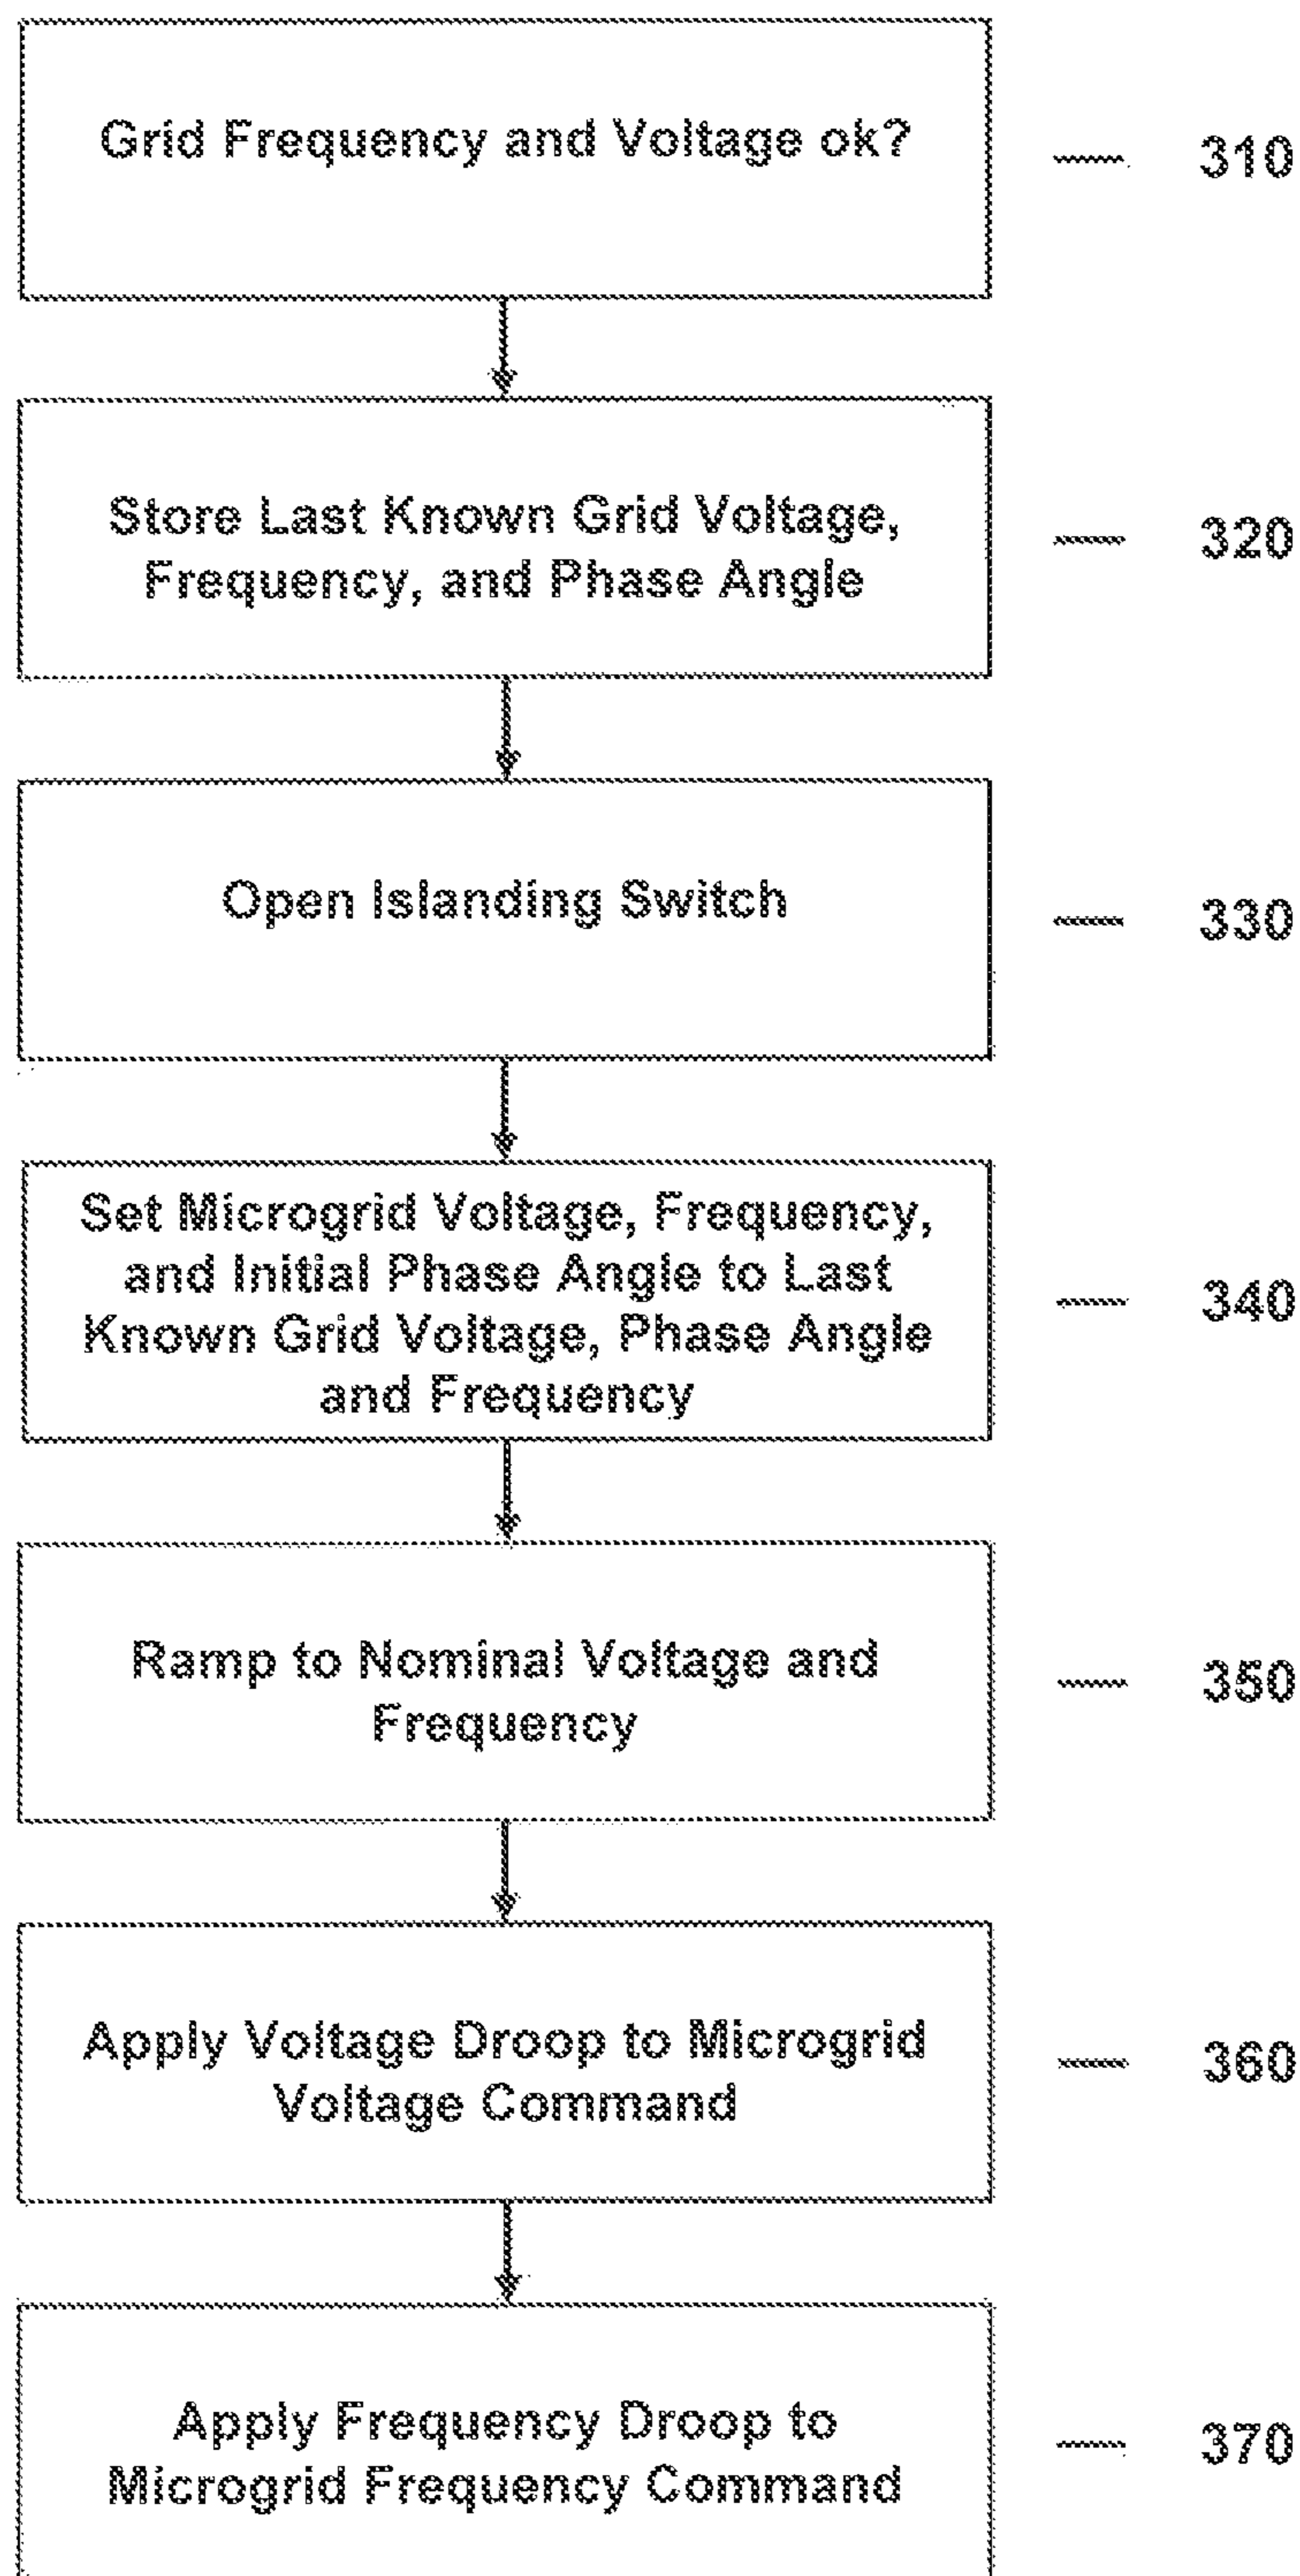 Grid Frequency and Voltage ok?
310
Store Last Known Grid Voltage,
Frequency, and Phase Angle
320
Open Islanding Switch
330
Set Microgrid Voltage, Frequency,
and Initial Phase Angle to Last
Known Grid Voltage, Phase Angle
and Frequency
340
Ramp to Nominal Voltage and
Frequency
350
Apply Voltage Droop to Microgrid
Voltage Command
360
Apply Frequency Droop to
Microgrid Frequency Command
370